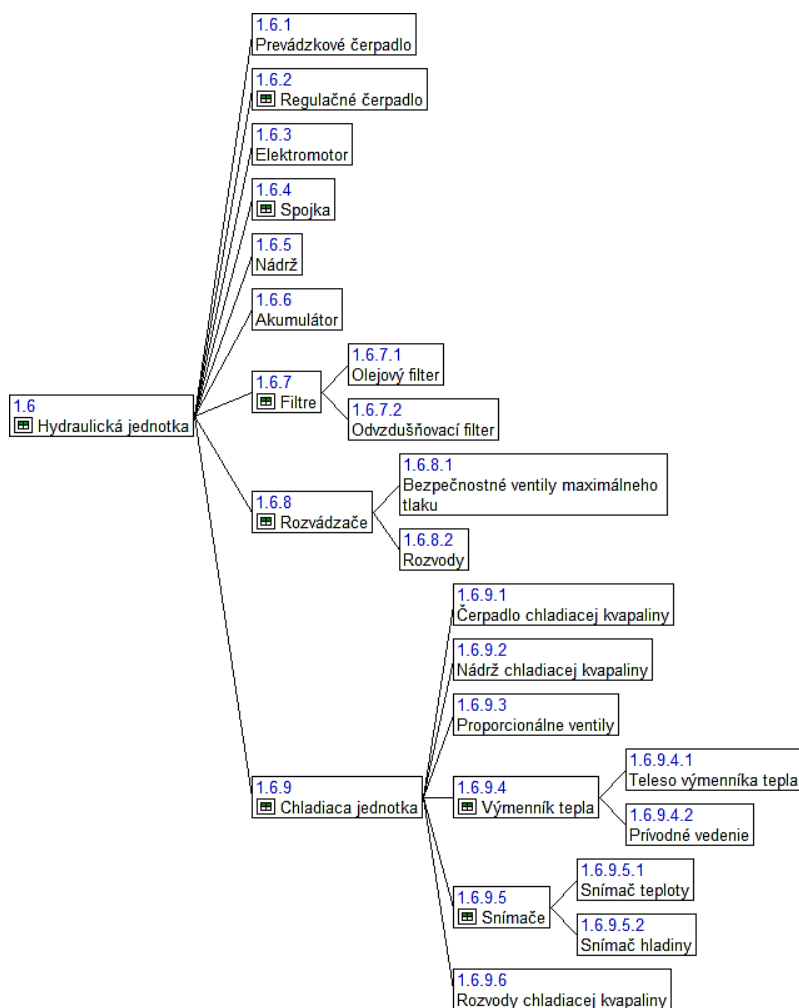 1.6.1
Prevádzkové čerpadlo
1.6.2
Regulačné čerpadlo
1.6.3
Elektromotor
1.6.4
Spojka
1.6.5
Nádrž
1.6.6
Akumulátor
1.6.7
Filtre
1.6.7.1
Olejový filter
1.6.7.2
Odvzdušňovací filter
1.6
Hydraulická jednotka
1.6.8
Rozvádzače
1.6.8.1
Bezpečnostné ventily maximálneho
tlaku
1.6.8.2
Rozvody
1.6.9
Chladiaca jednotka
1.6.9.1
Čerpadlo chladiacej kvapaliny
1.6.9.2
Nádrž chladiacej kvapaliny
1.6.9.3
Proporcionálne ventily
1.6.9.4
Výmenník tepla
1.6.9.4.1
Teleso výmenníka tepla
1.6.9.4.2
Prívodné vedenie
1.6.9.5
Snímače
1.6.9.5.1
Snímač teploty
1.6.9.5.2
Snímač hladiny
1.6.9.6
Rozvody chladiacej kvapaliny